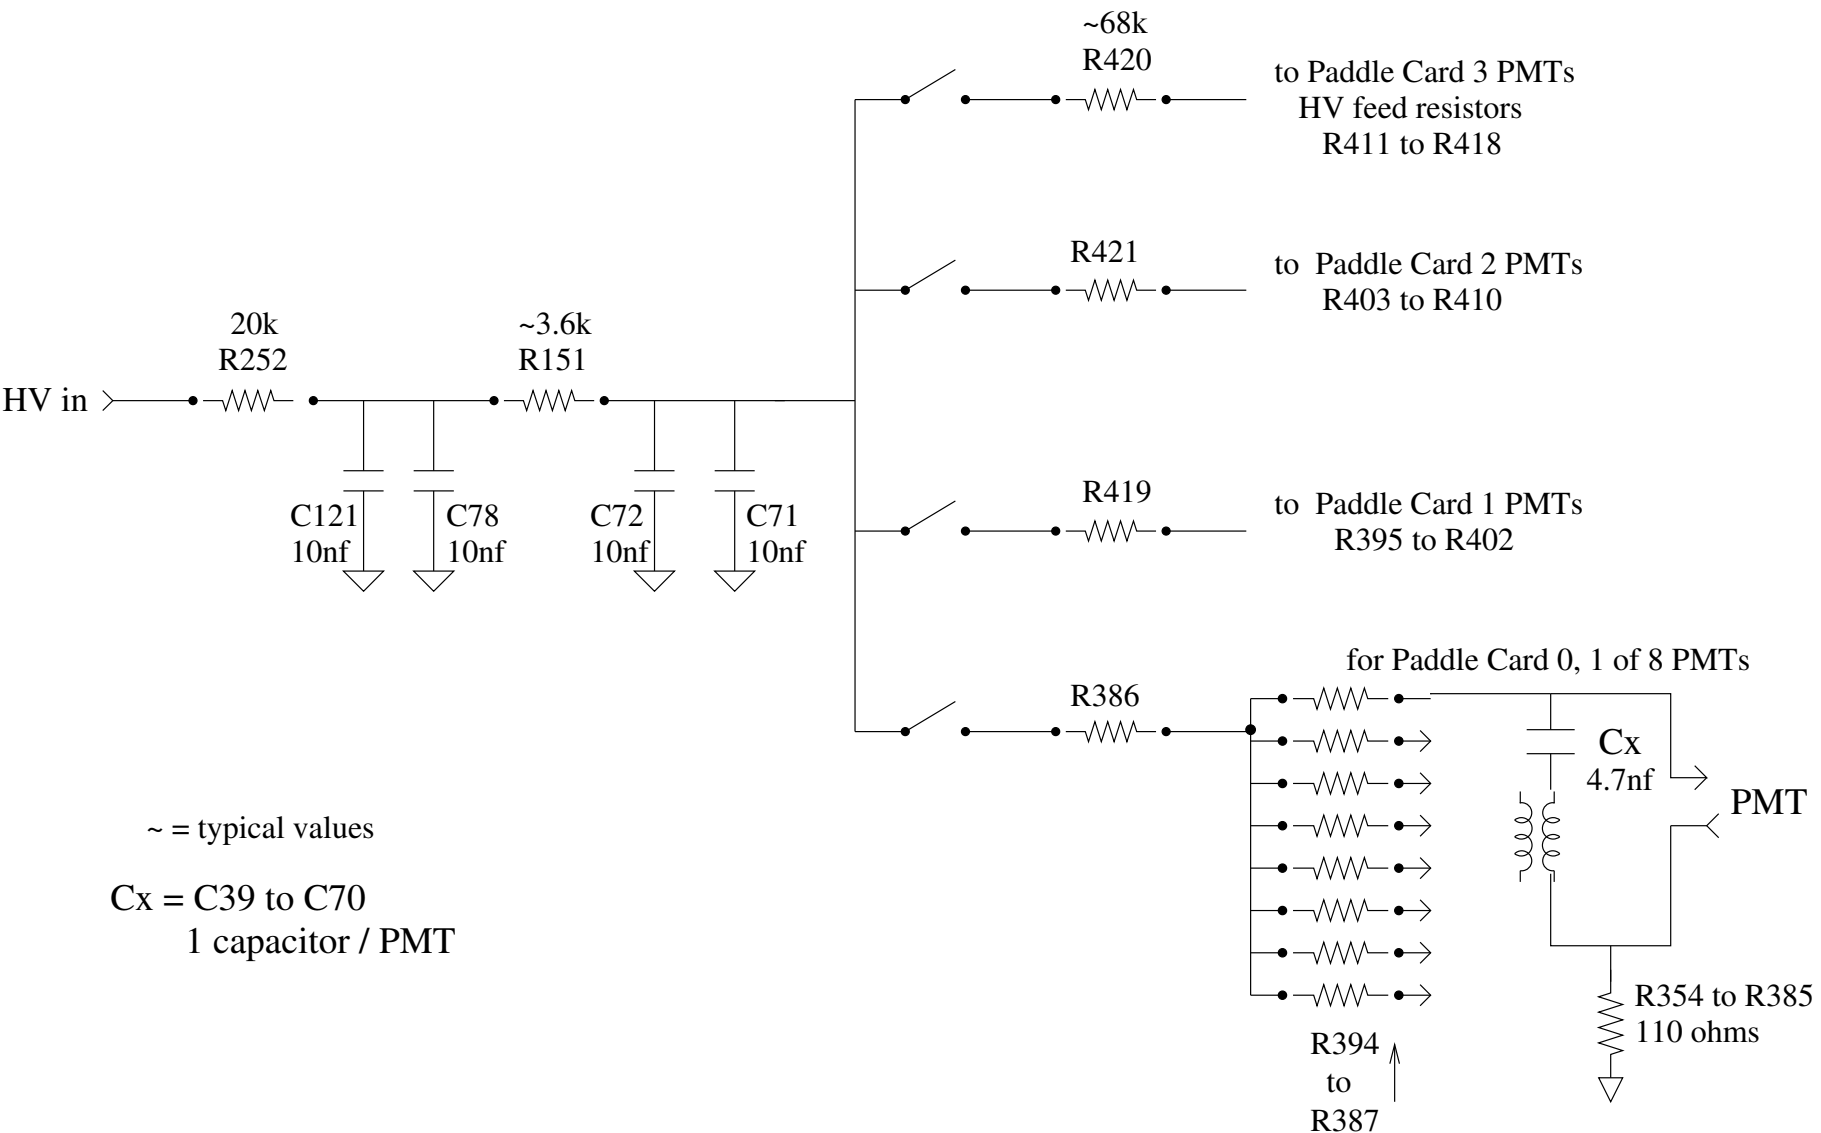 ~68k
R420
to Paddle Card 3 PMTs
HV feed resistors
R411 to R418
R421
to Paddle Card 2 PMTs
R403 to R410
20k
R252
~3.6k
R151
HV in
C121
10nf
C78
10nf
C72
10nf
C71
10nf
R419
to Paddle Card 1 PMTs
R395 to R402
for Paddle Card 0, 1 of 8 PMTs
R386
Cx
4.7nf
PMT
~ = typical values
Cx = C39 to C70
1 capacitor / PMT
R354 to R385
110 ohms
R394
to
R387